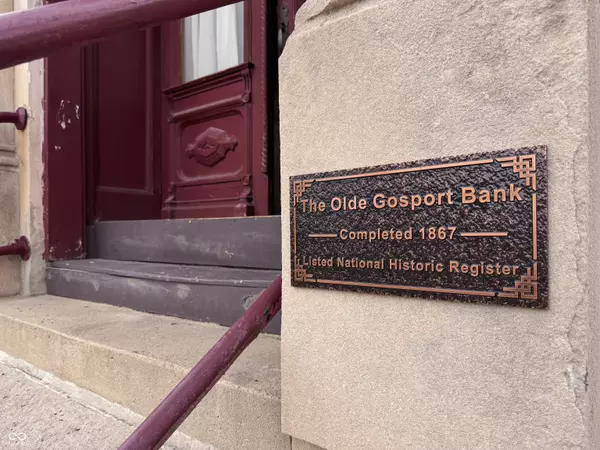 The Olde Gosport Bank
Completed 1867
Listed National Historic Register